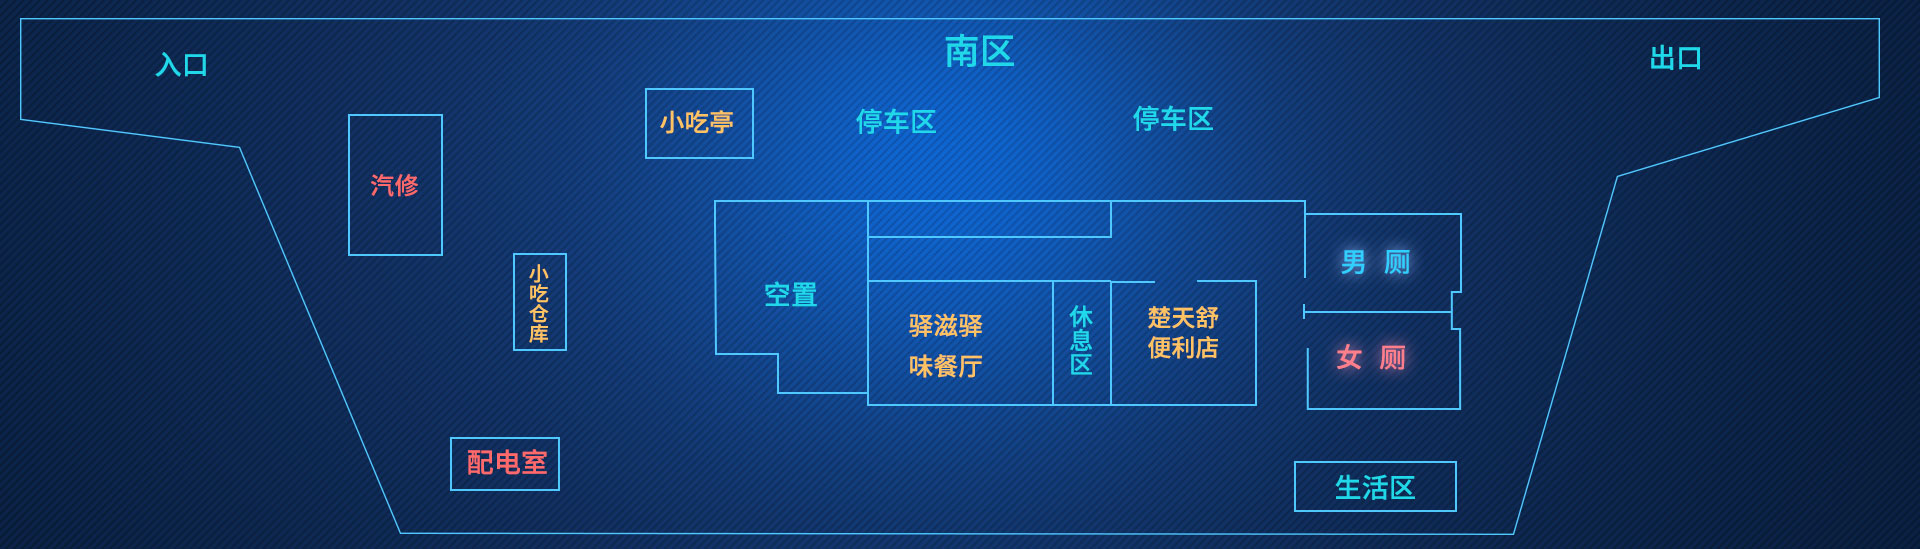 南区
入口
出口
小吃亭
停车区
停车区
汽修
小吃仓库
空置
驿滋驿
味餐厅
休息区
楚天舒
便利店
男 厕
女 厕
配电室
生活区